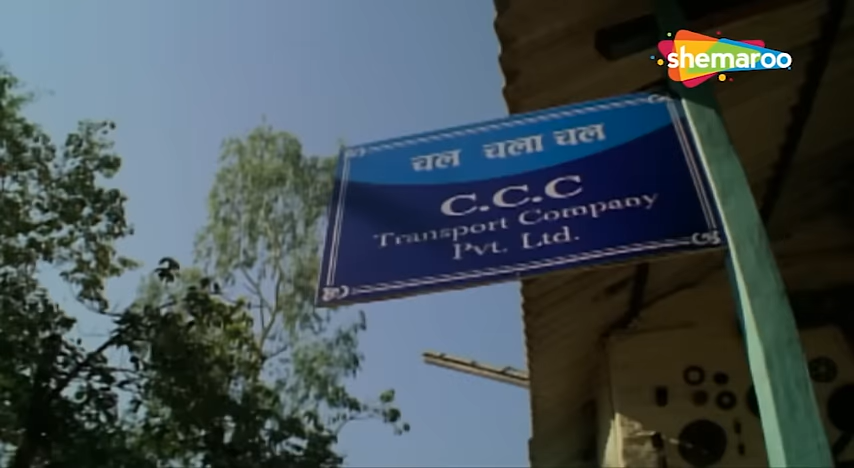 shemaroo
चल चला चल
C.C.C
Transport Company
Pvt. Ltd.